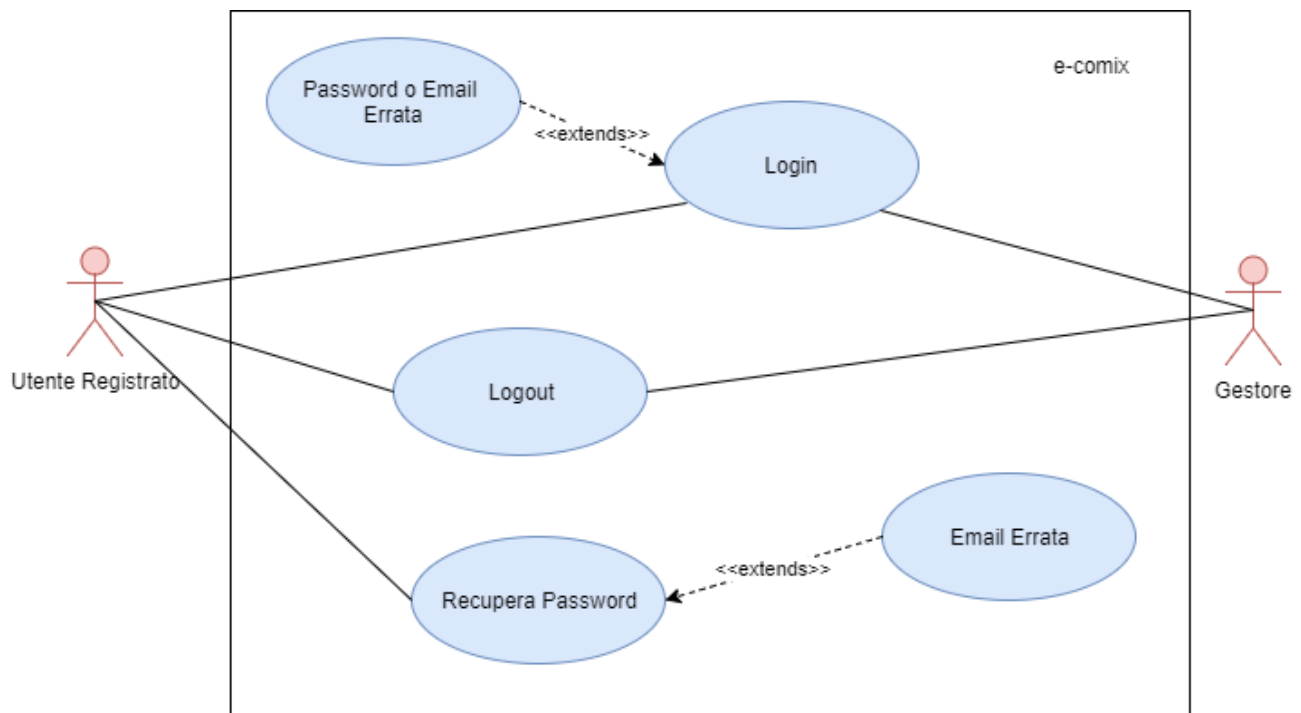 e-comix
Password o Email
Errata
<<extends>>
Login
Utente Registrato
Logout
Gestore
Email Errata
<<extends>>
Recupera Password